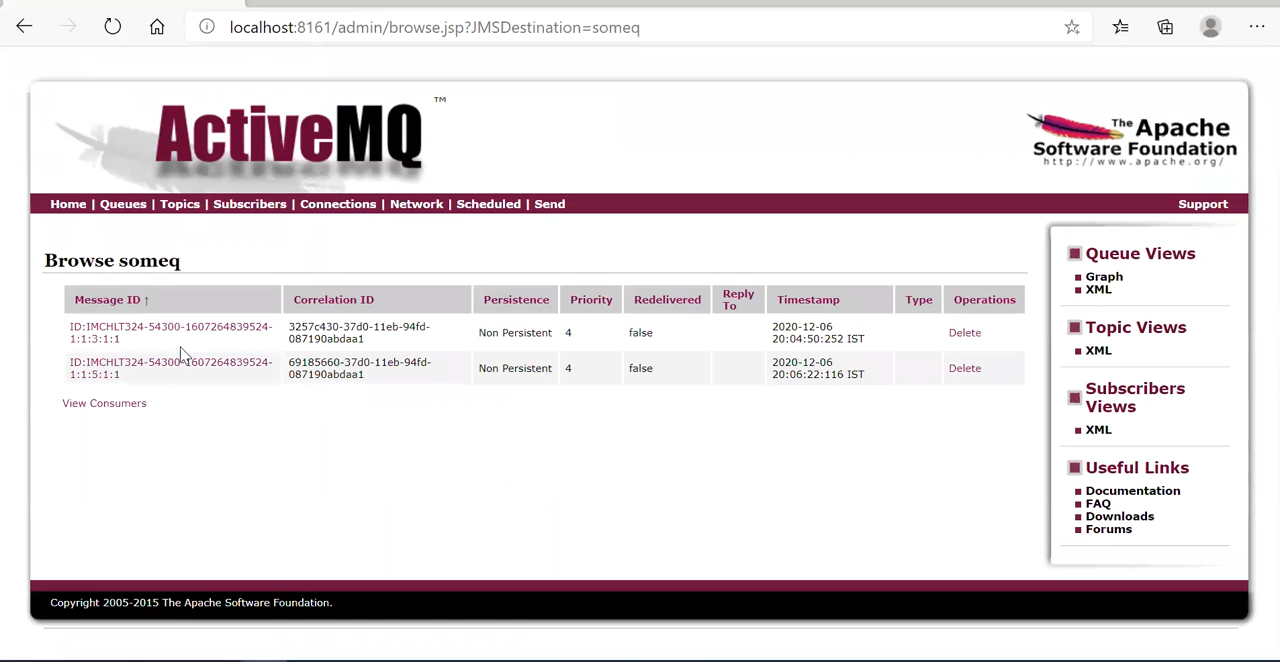 localhost:8161/admin/browse.jsp?JMSDestination=someq
ActiveMQ™
The Apache
Software Foundation
http://www.apache.org/
Home | Queues | Topics | Subscribers | Connections | Network | Scheduled | Send
Support
Browse someq
Message ID ↑ Correlation ID Persistence Priority Redelivered Reply To Timestamp Type Operations
ID:IMCHLT324-54300-1607264839524-1:1:3:1:1 3257c430-37d0-11eb-94fd-087190abdaa1 Non Persistent 4 false 2020-12-06 20:04:50:252 IST Delete
ID:IMCHLT324-54300-1607264839524-1:1:5:1:1 69185660-37d0-11eb-94fd-087190abdaa1 Non Persistent 4 false 2020-12-06 20:06:22:116 IST Delete
View Consumers
Queue Views
Graph
XML
Topic Views
XML
Subscribers
Views
XML
Useful Links
Documentation
FAQ
Downloads
Forums
Copyright 2005-2015 The Apache Software Foundation.